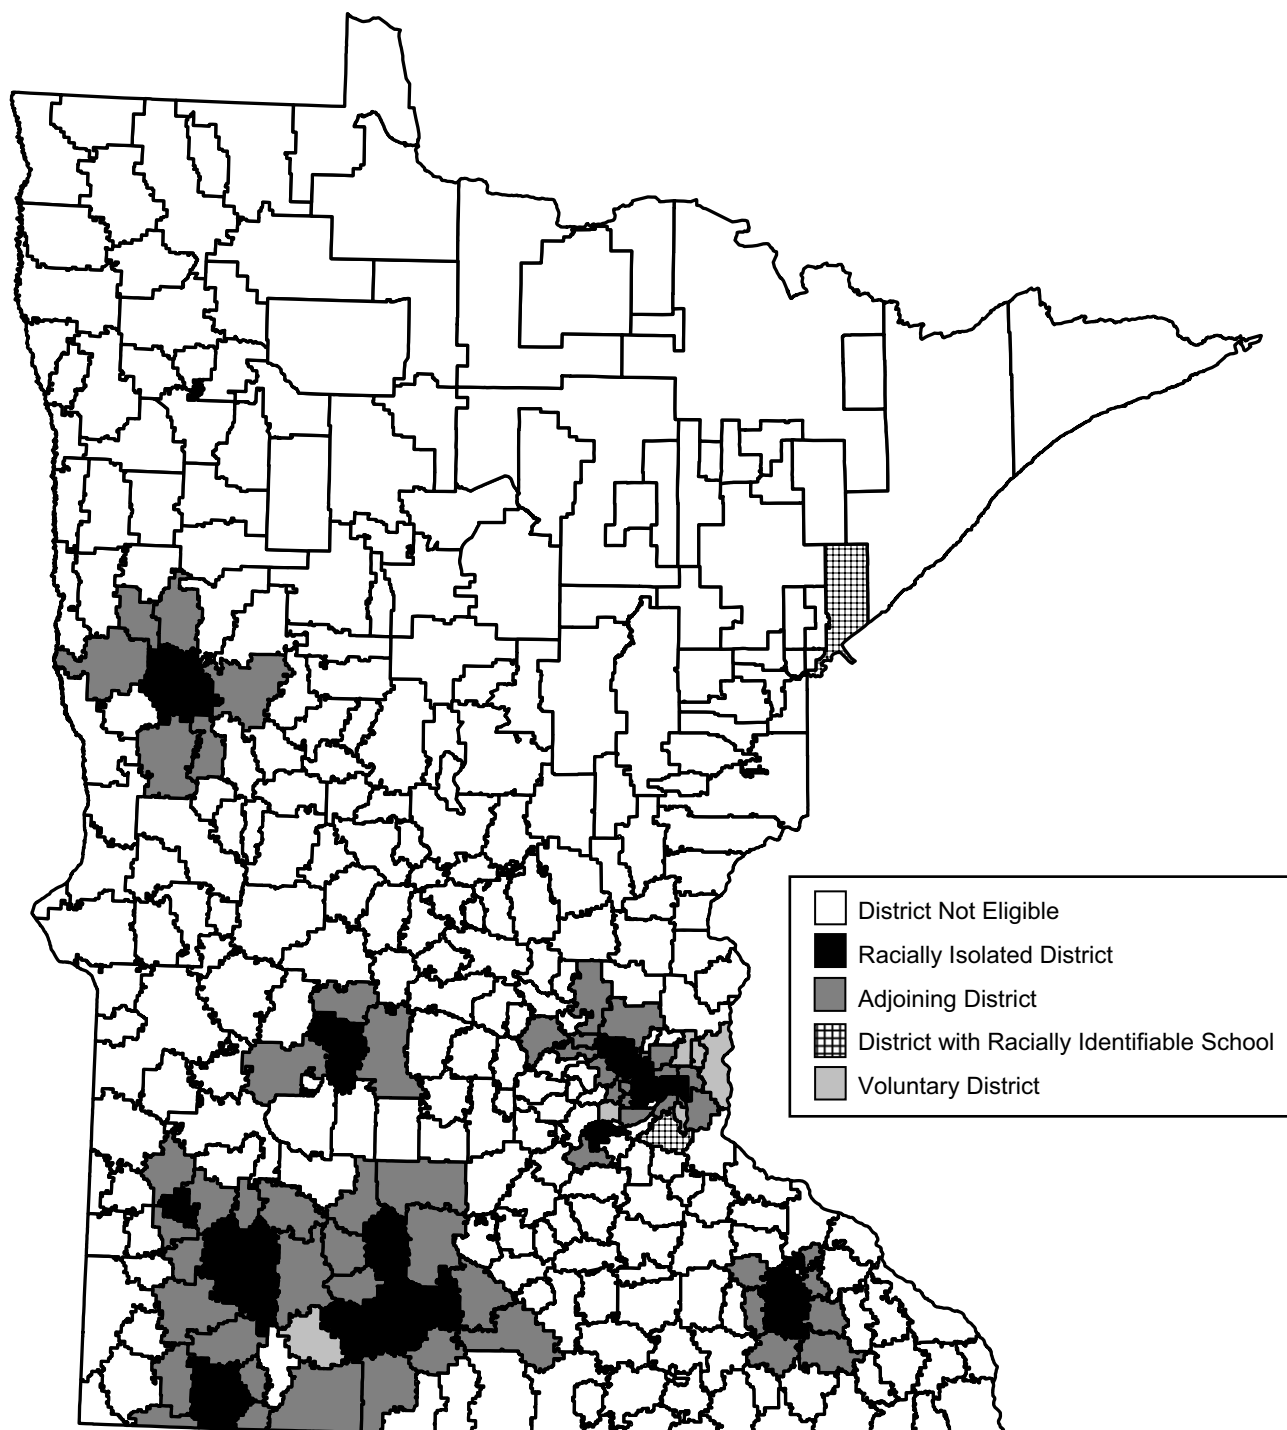 District Not Eligible
Racially Isolated District
Adjoining District
District with Racially Identifiable School
Voluntary District